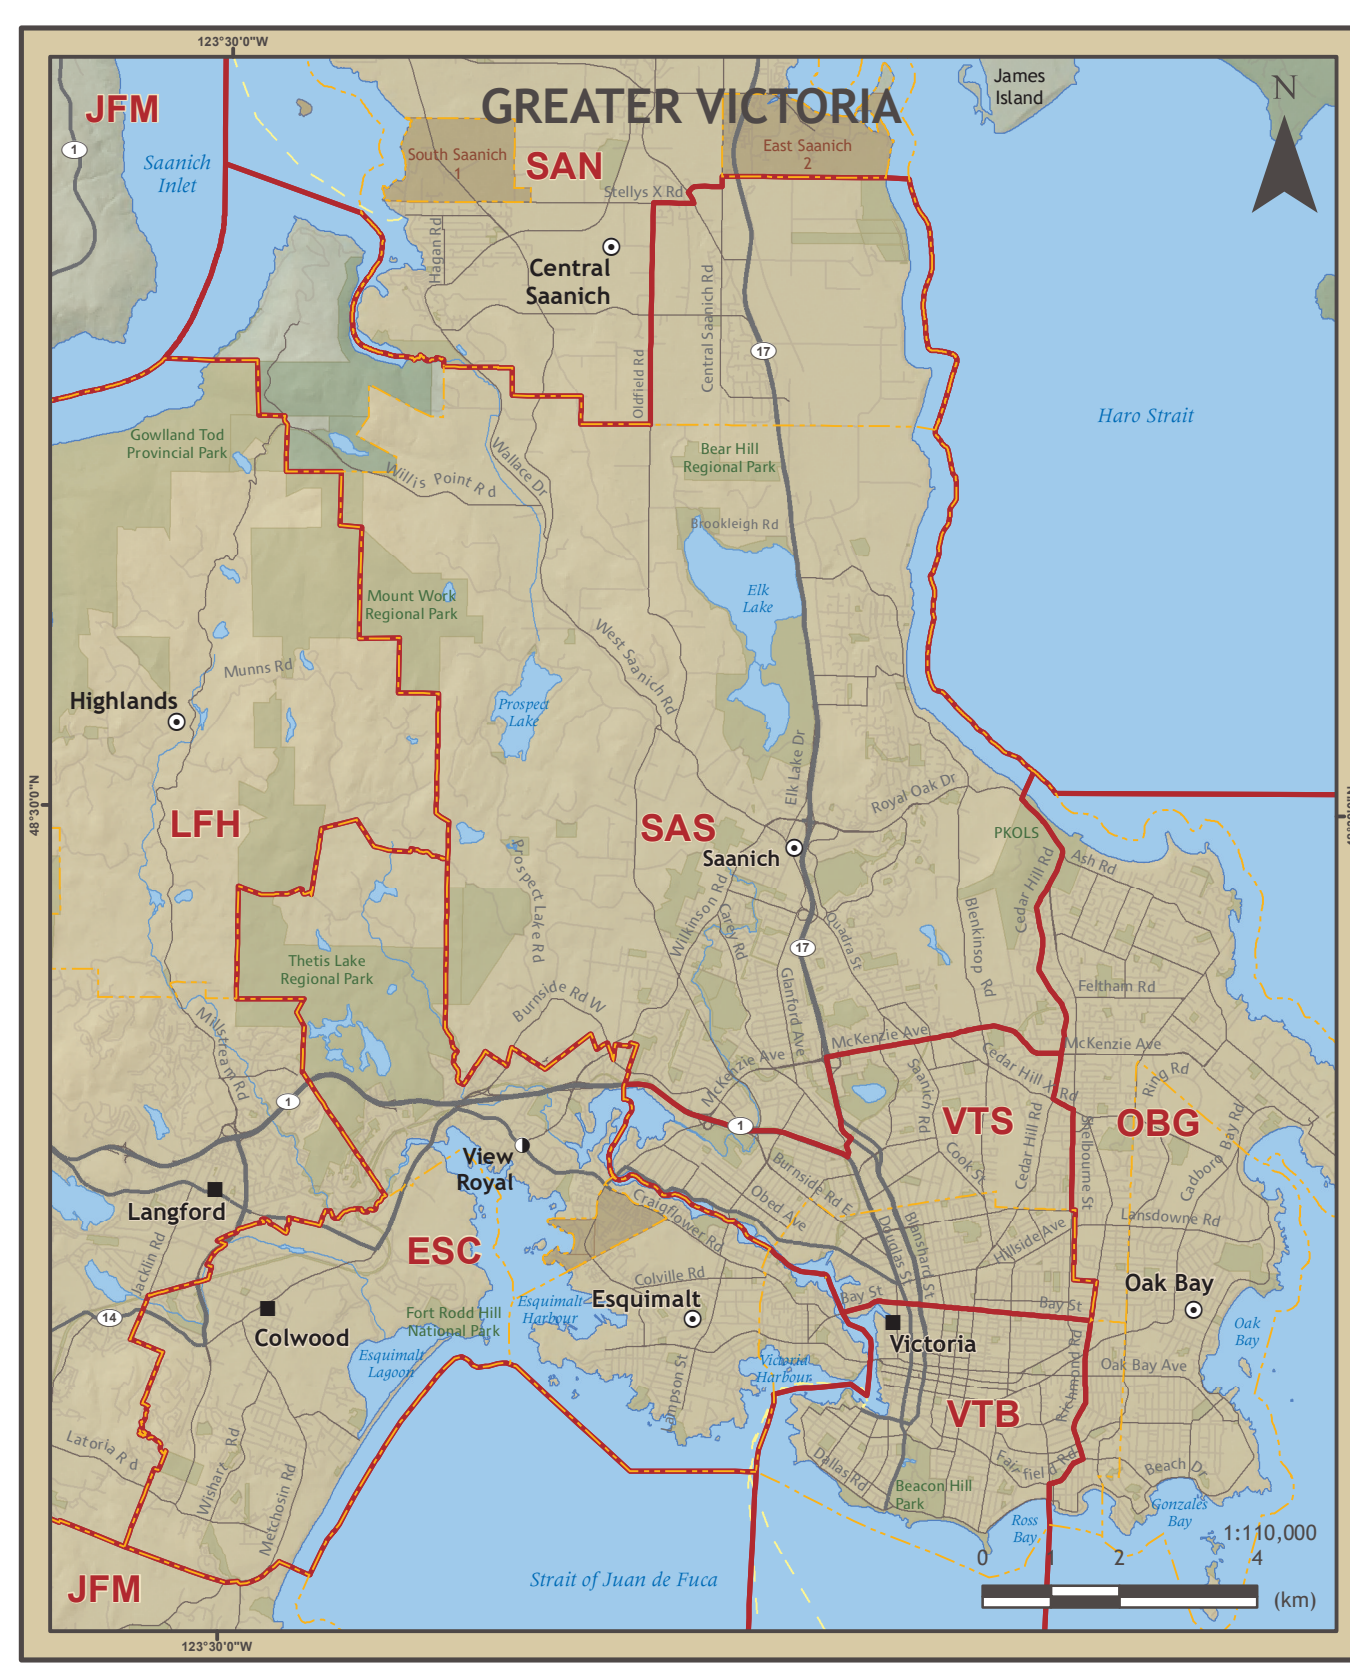 123°30'0"W
JFM
1
Saanich
Inlet
GREATER VICTORIA
James
Island
N
South Saanich
1
SAN
East Saanich
2
Stellys X Rd
Hagan Rd
Central
Saanich
Central Saanich Rd
Oldfield Rd
17
Haro Strait
Gowlland Tod
Provincial Park
Bear Hill
Regional Park
Wallace Dr
Willis Point Rd
Brookleigh Rd
Elk
Lake
Mount Work
Regional Park
West Saanich Rd
Munns Rd
Highlands
Prospect
Lake
Elk Lake Dr
Royal Oak Dr
48°30'0"N
LFH
SAS
Saanich
PKOLS
Ash Rd
Cedar Hill Rd
Prospect Lake Rd
Wilkinson Rd
Carey Rd
Quadra St
Blenkinsop Rd
17
Thetis Lake
Regional Park
Glanford Ave
Feltham Rd
Burnside Rd W
Millstream Rd
McKenzie Ave
McKenzie Ave
McKenzie Ave
Cedar Hill X Rd
Ring Rd
Saanich Rd
1
1
VTS
OBG
Cedar Hill Rd
Shelbourne St
Cadboro Bay Rd
View
Royal
Cook St
Burnside Rd E
Obed Ave
Langford
Craigflower Rd
Lansdowne Rd
Hillside Ave
Jacklin Rd
ESC
Douglas St
Blanshard St
Colville Rd
Oak Bay
Bay St
Bay St
14
Esquimalt
Harbour
Esquimalt
Fort Rodd Hill
National Park
Colwood
Victoria
Oak
Bay
Esquimalt
Lagoon
Victoria
Harbour
Oak Bay Ave
Lampson St
Richmond Rd
VTB
Latoria Rd
Wishart Rd
Metchosin Rd
Dallas Rd
Fairfield Rd
Beach Dr
Beacon Hill
Park
Gonzales
Bay
Ross
Bay
1:110,000
0 1 2 4
(km)
Strait of Juan de Fuca
JFM
123°30'0"W